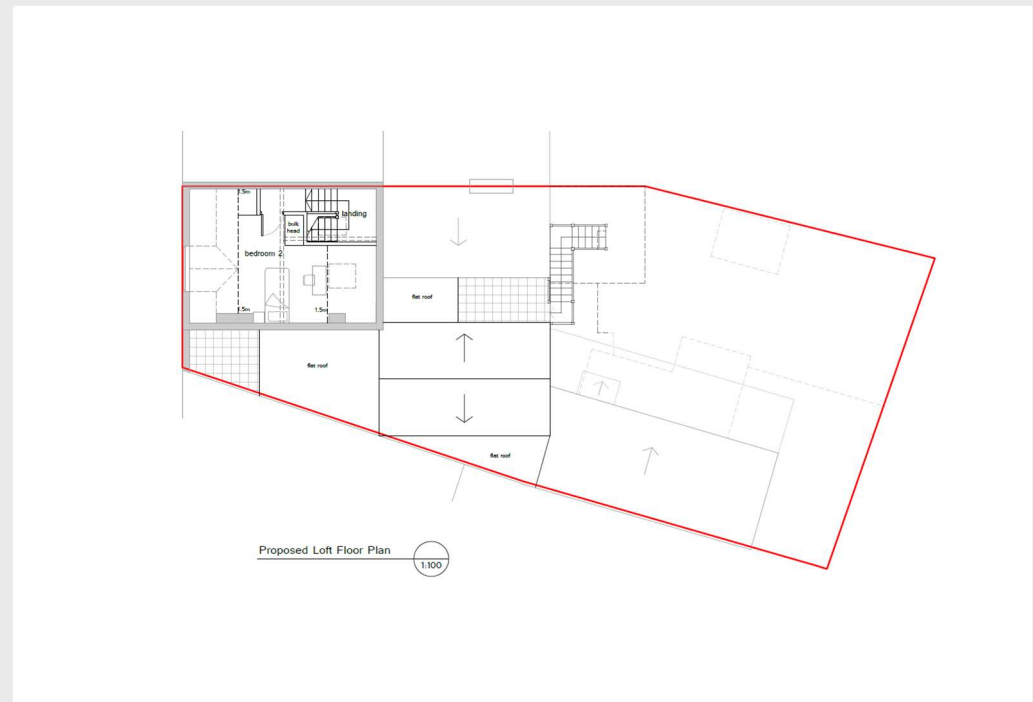 1.5m
landing
bulk
head
bedroom 2
1.5m
1.5m
flat roof
flat roof
flat roof
Proposed Loft Floor Plan
1:100